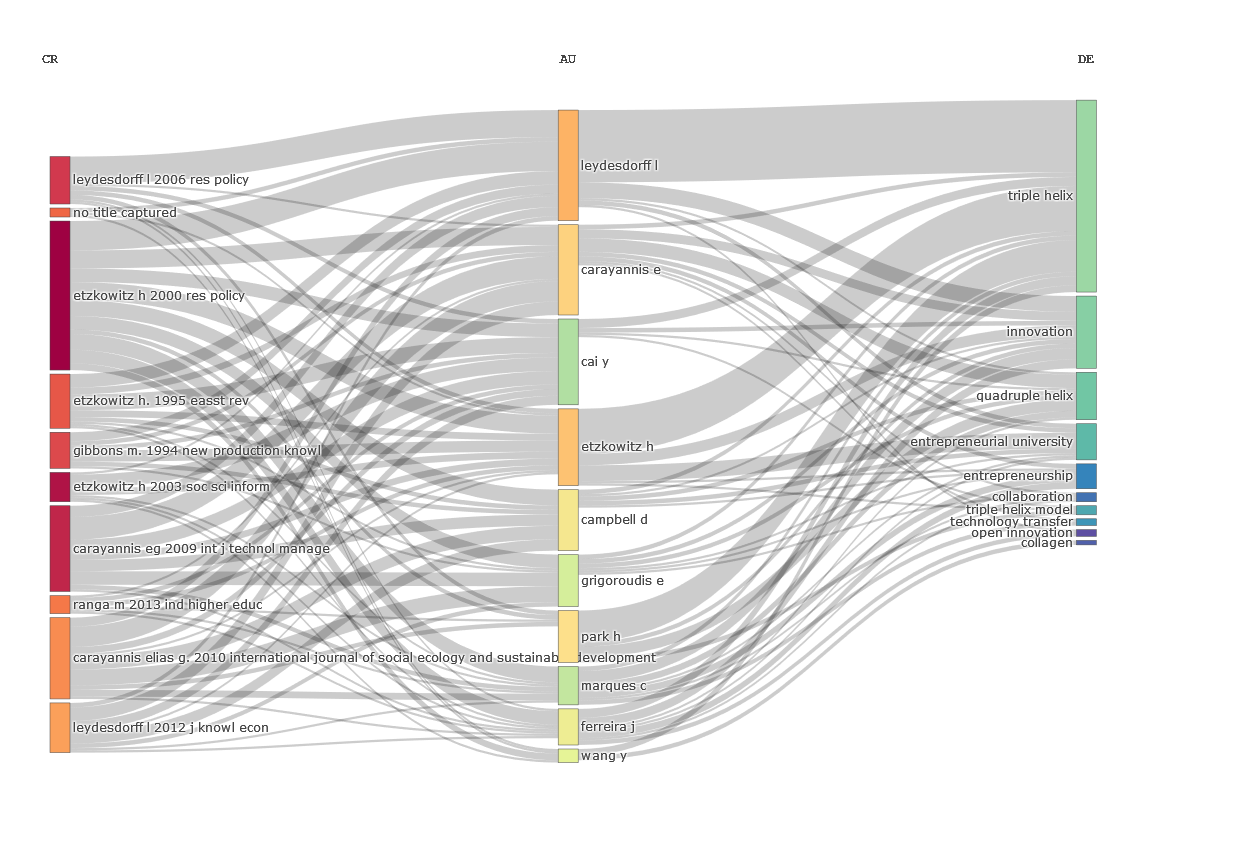 CR
AU
DE
leydesdorff l 2006 res policy
no title captured
etzkowitz h 2000 res policy
etzkowitz h. 1995 easst rev
gibbons m. 1994 new production knowl
etzkowitz h 2003 soc sci inform
carayannis eg 2009 int j technol manage
ranga m 2013 ind higher educ
carayannis elias g. 2010 international journal of social ecology and sustainable development
leydesdorff l 2012 j knowl econ
leydesdorff l
carayannis e
cai y
etzkowitz h
campbell d
grigoroudis e
park h
marques c
ferreira j
wang y
triple helix
innovation
quadruple helix
entrepreneurial university
entrepreneurship
collaboration
triple helix model
technology transfer
open innovation
collagen